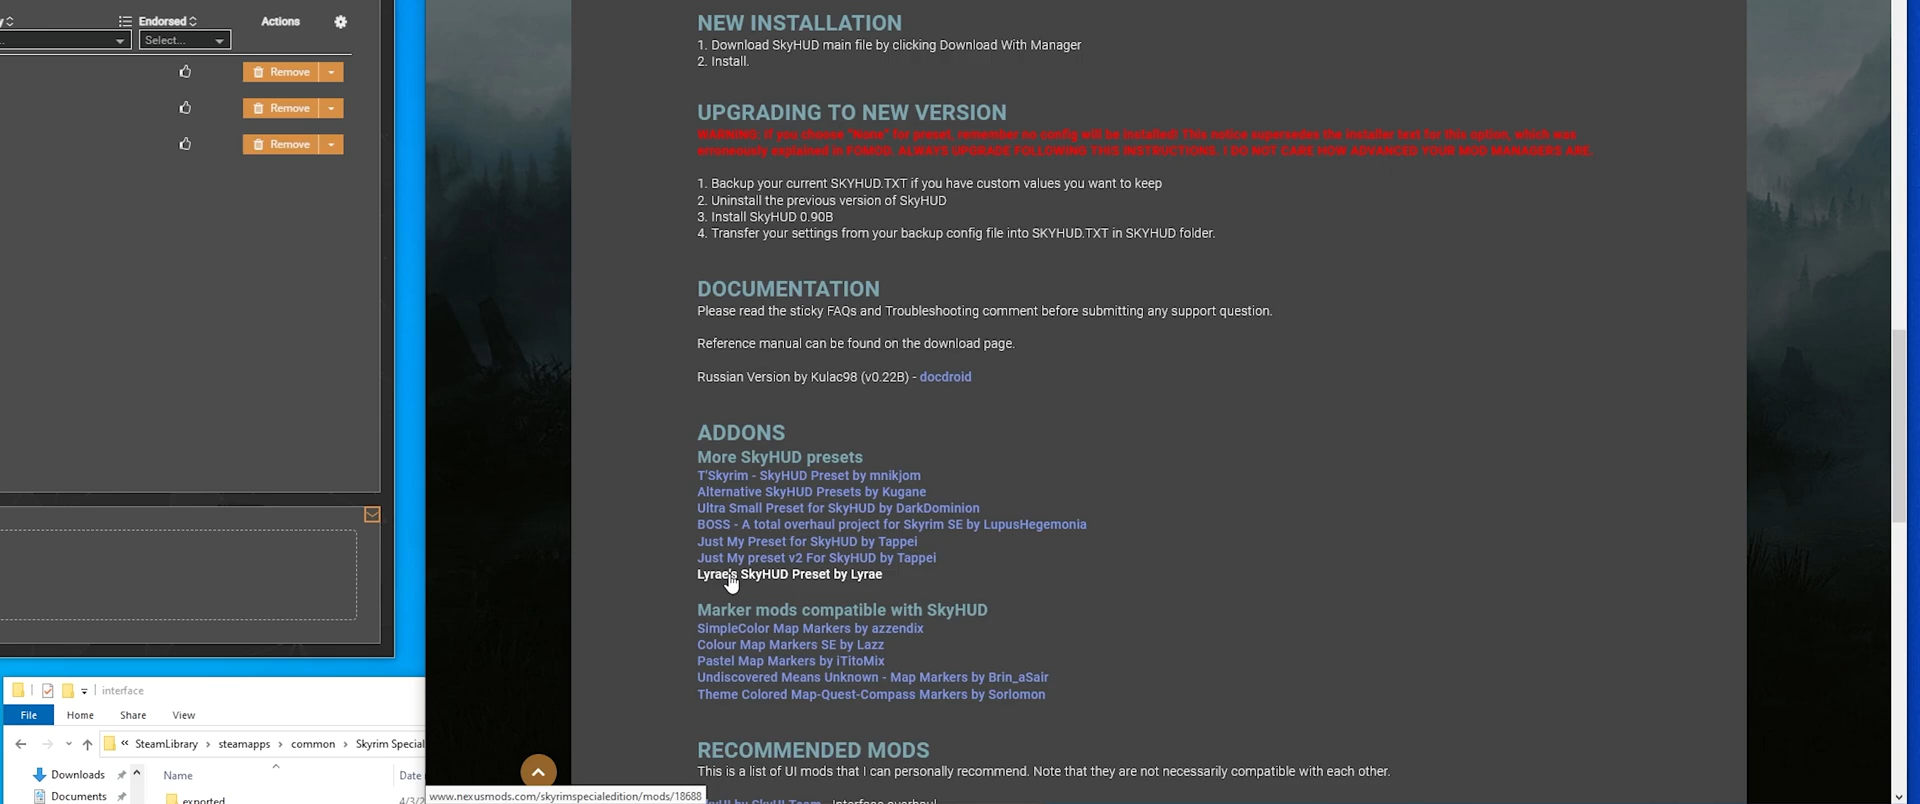 Endorsed
Actions
Select...
Remove
Remove
Remove
NEW INSTALLATION
1. Download SkyHUD main file by clicking Download With Manager
2. Install.
UPGRADING TO NEW VERSION
WARNING: If you choose "None" for preset, remember no config will be installed! This notice supersedes the installer text for this option, which was
erroneously explained in FOMOD. ALWAYS UPGRADE FOLLOWING THIS INSTRUCTIONS. I DO NOT CARE HOW ADVANCED YOUR MOD MANAGERS ARE.
1. Backup your current SKYHUD.TXT if you have custom values you want to keep
2. Uninstall the previous version of SkyHUD
3. Install SkyHUD 0.90B
4. Transfer your settings from your backup config file into SKYHUD.TXT in SKYHUD folder.
DOCUMENTATION
Please read the sticky FAQs and Troubleshooting comment before submitting any support question.
Reference manual can be found on the download page.
Russian Version by Kulac98 (v0.22B) - docdroid
ADDONS
More SkyHUD presets
T'Skyrim - SkyHUD Preset by mnikjom
Alternative SkyHUD Presets by Kugane
Ultra Small Preset for SkyHUD by DarkDominion
BOSS - A total overhaul project for Skyrim SE by LupusHegemonia
Just My Preset for SkyHUD by Tappei
Just My preset v2 For SkyHUD by Tappei
Lyrae's SkyHUD Preset by Lyrae
Marker mods compatible with SkyHUD
SimpleColor Map Markers by azzendix
Colour Map Markers SE by Lazz
Pastel Map Markers by iTitoMix
Undiscovered Means Unknown - Map Markers by Brin_aSair
Theme Colored Map-Quest-Compass Markers by Sorlomon
RECOMMENDED MODS
This is a list of UI mods that I can personally recommend. Note that they are not necessarily compatible with each other.
interface
File Home Share View
« SteamLibrary › steamapps › common › Skyrim Special
Downloads
Name
Date
Documents
exported
www.nexusmods.com/skyrimspecialedition/mods/18688